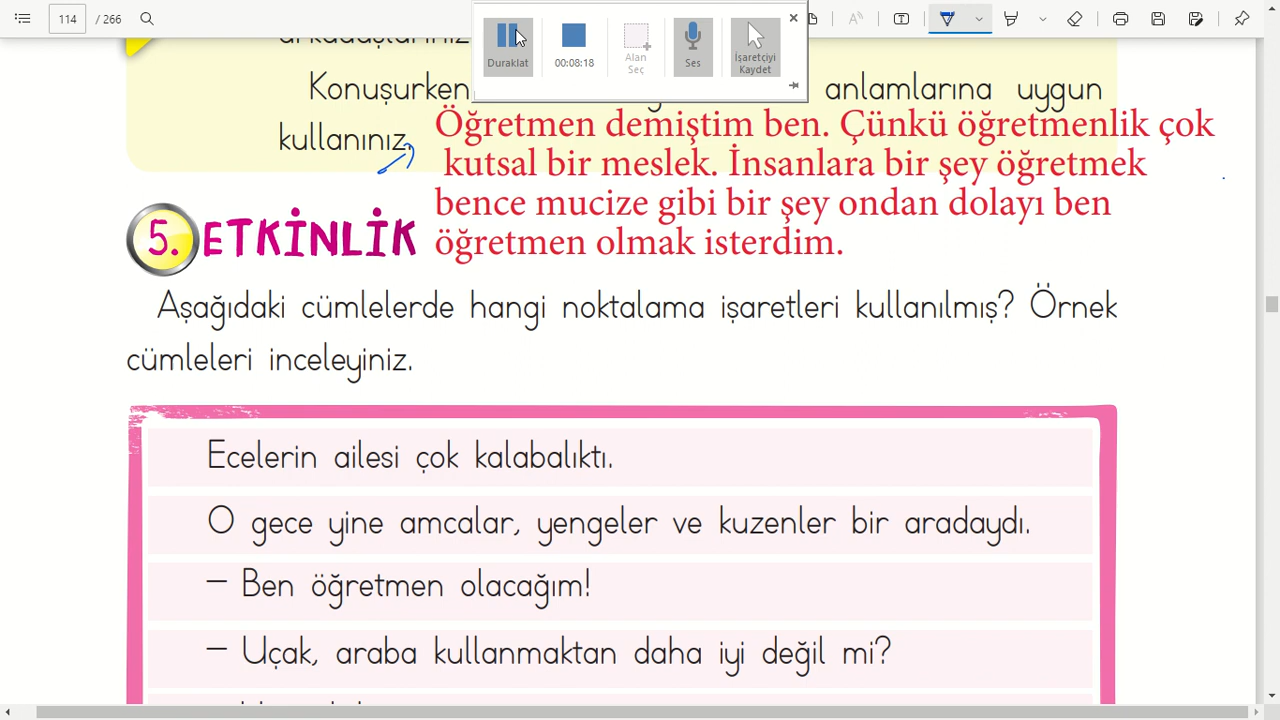 114 / 266
Duraklat
00:08:18
Alan Seç
Ses
İşaretçiyi Kaydet
Konuşurken anlamlarına uygun
kullanınız.
Öğretmen demiştim ben. Çünkü öğretmenlik çok
kutsal bir meslek. İnsanlara bir şey öğretmek
bence mucize gibi bir şey ondan dolayı ben
öğretmen olmak isterdim.
5. ETKİNLİK
Aşağıdaki cümlelerde hangi noktalama işaretleri kullanılmış? Örnek
cümleleri inceleyiniz.
Ecelerin ailesi çok kalabalıktı.
O gece yine amcalar, yengeler ve kuzenler bir aradaydı.
– Ben öğretmen olacağım!
– Uçak, araba kullanmaktan daha iyi değil mi?